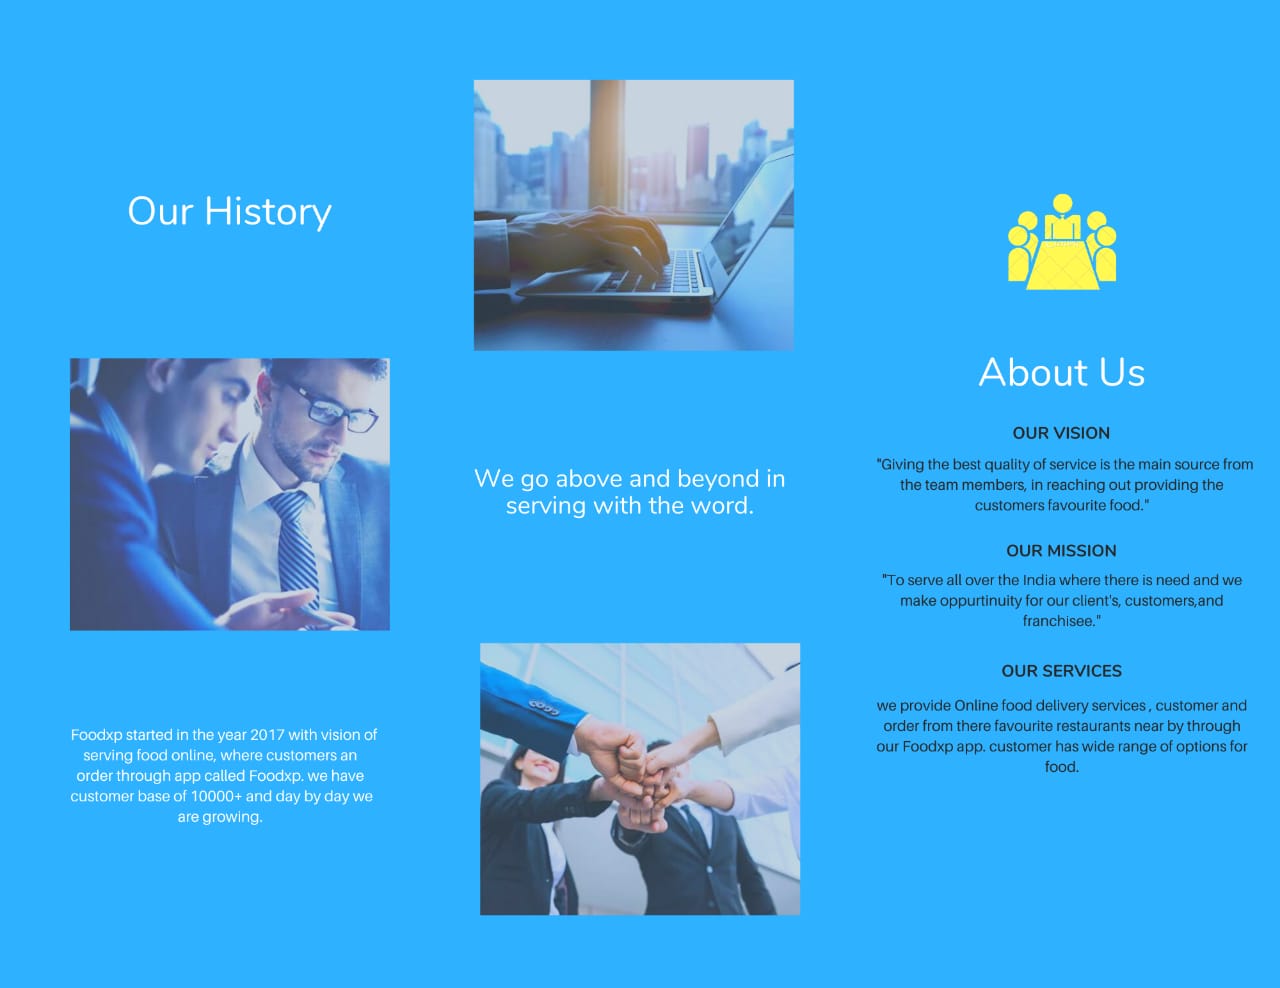 Our History
Foodxp started in the year 2017 with vision of
serving food online, where customers an
order through app called Foodxp. we have
customer base of 10000+ and day by day we
are growing.
We go above and beyond in
serving with the word.
About Us
OUR VISION
"Giving the best quality of service is the main source from
the team members, in reaching out providing the
customers favourite food."
OUR MISSION
"To serve all over the India where there is need and we
make oppurtinuity for our client's, customers,and
franchisee."
OUR SERVICES
we provide Online food delivery services , customer and
order from there favourite restaurants near by through
our Foodxp app. customer has wide range of options for
food.